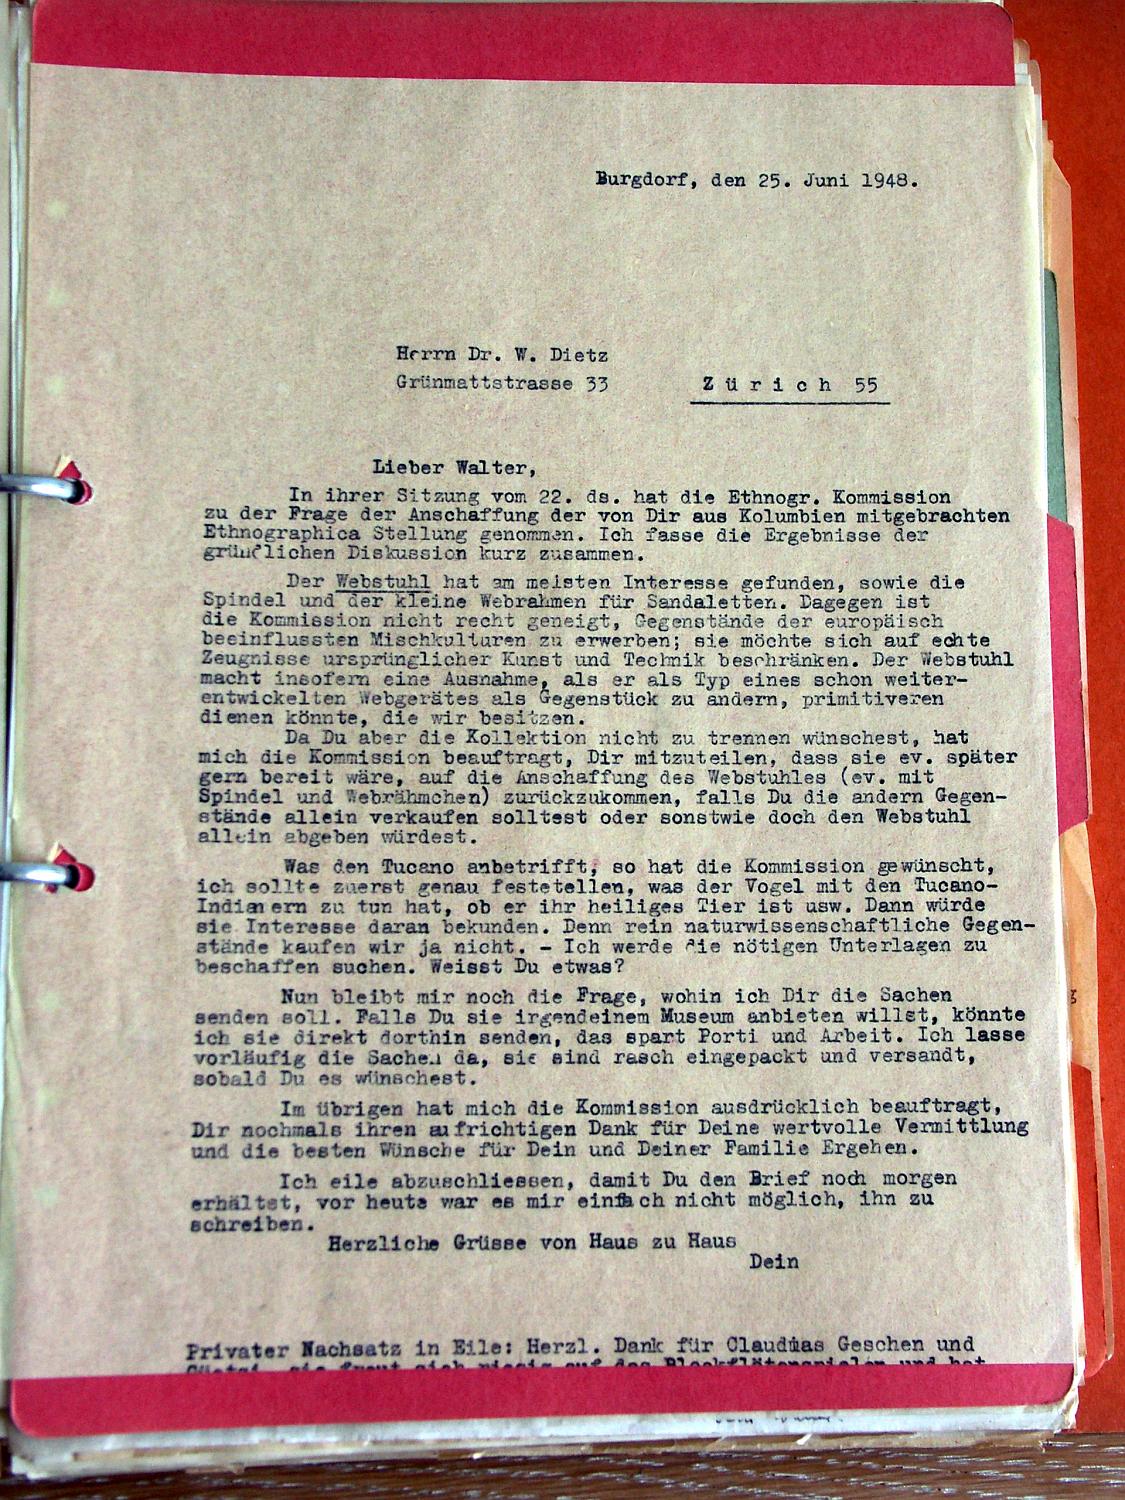 Burgdorf, den 25. Juni 1948.
Herrn Dr. W. Dietz
Grünmattstrasse 33 Zürich 55
Lieber Walter,
In ihrer Sitzung vom 22. ds. hat die Ethnogr. Kommission
zu der Frage der Anschaffung der von Dir aus Kolumbien mitgebrachten
Ethnographica Stellung genommen. Ich fasse die Ergebnisse der
gründlichen Diskussion kurz zusammen.
Der Webstuhl hat am meisten Interesse gefunden, sowie die
Spindel und der kleine Webrahmen für Sandaletten. Dagegen ist
die Kommission nicht recht geneigt, Gegenstände der europäisch
beeinflussten Mischkulturen zu erwerben; sie möchte sich auf echte
Zeugnisse ursprünglicher Kunst und Technik beschränken. Der Webstuhl
macht insofern eine Ausnahme, als er als Typ eines schon weiter-
entwickelten Webgerätes als Gegenstück zu andern, primitiveren
dienen könnte, die wir besitzen.
Da Du aber die Kollektion nicht zu trennen wünschest, hat
mich die Kommission beauftragt, Dir mitzuteilen, dass sie ev. später
gern bereit wäre, auf die Anschaffung des Webstuhles (ev. mit
Spindel und Webrähmchen) zurückzukommen, falls Du die andern Gegen-
stände allein verkaufen solltest oder sonstwie doch den Webstuhl
allein abgeben würdest.
Was den Tucano anbetrifft, so hat die Kommission gewünscht,
ich sollte zuerst genau festetellen, was der Vogel mit den Tucano-
Indianern zu tun hat, ob er ihr heiliges Tier ist usw. Dann würde
sie Interesse daran bekunden. Denn rein naturwissenschaftliche Gegen-
stände kaufen wir ja nicht. - Ich werde die nötigen Unterlagen zu
beschaffen suchen. Weisst Du etwas?
Nun bleibt mir noch die Frage, wohin ich Dir die Sachen
senden soll. Falls Du sie irgendeinem Museum anbieten willst, könnte
ich sie direkt dorthin senden, das spart Porti und Arbeit. Ich lasse
vorläufig die Sachen da, sie sind rasch eingepackt und versandt,
sobald Du es wünschest.
Im übrigen hat mich die Kommission ausdrücklich beauftragt,
Dir nochmals ihren aufrichtigen Dank für Deine wertvolle Vermittlung
und die besten Wünsche für Dein und Deiner Familie Ergehen.
Ich eile abzuschliessen, damit Du den Brief noch morgen
erhältst, vor heute war es mir einfach nicht möglich, ihn zu
schreiben.
Herzliche Grüsse von Haus zu Haus
Dein
Privater Nachsatz in Eile: Herzl. Dank für Claudias Geschen und
sie freut sich riesig auf das Blockflötenspielen und hat